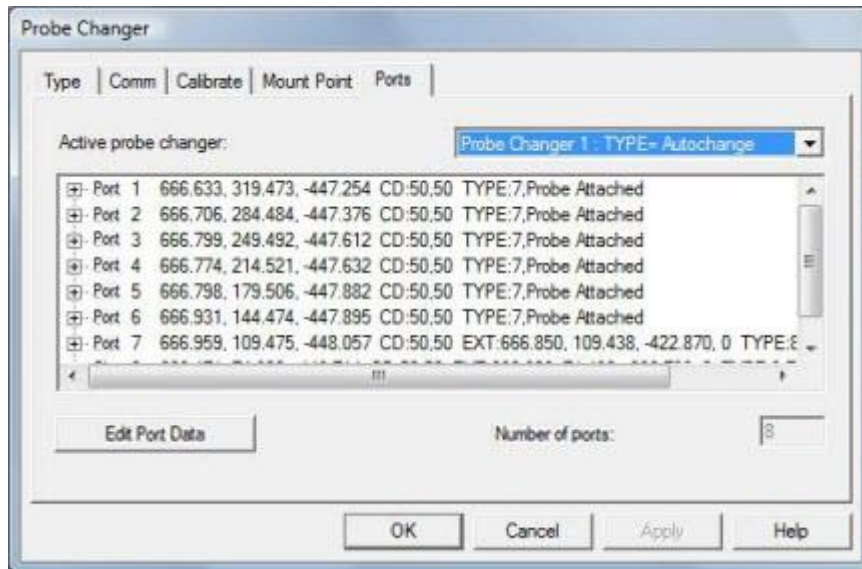 Probe Changer
Type Comm Calibrate Mount Point Ports
Active probe changer: Probe Changer 1 : TYPE= Autochange
Port 1 666.633, 319.473, -447.254 CD:50,50 TYPE:7,Probe Attached
Port 2 666.706, 284.484, -447.376 CD:50,50 TYPE:7,Probe Attached
Port 3 666.799, 249.492, -447.612 CD:50,50 TYPE:7,Probe Attached
Port 4 666.774, 214.521, -447.632 CD:50,50 TYPE:7,Probe Attached
Port 5 666.798, 179.506, -447.882 CD:50,50 TYPE:7,Probe Attached
Port 6 666.931, 144.474, -447.895 CD:50,50 TYPE:7,Probe Attached
Port 7 666.959, 109.475, -448.057 CD:50,50 EXT:666.850, 109.438, -422.870, 0
Edit Port Data Number of ports: 8
OK Cancel Apply Help